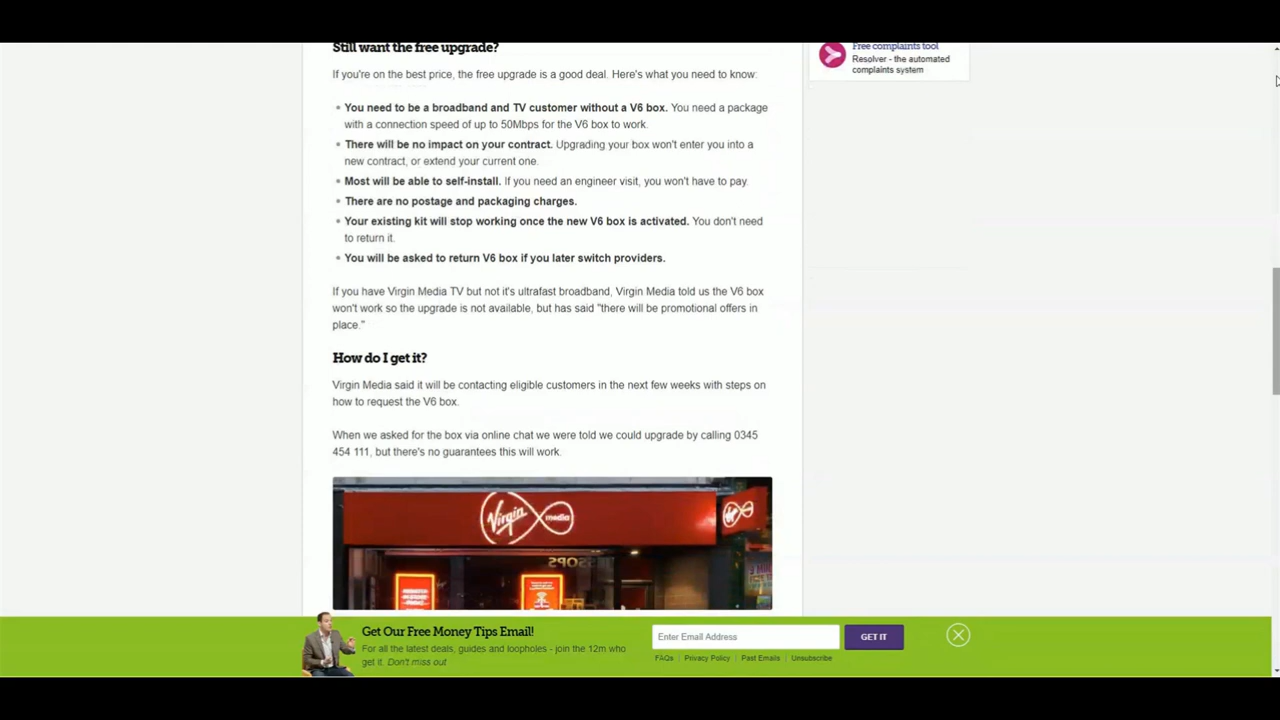 Still want the free upgrade?
Free complaints tool
Resolver - the automated
complaints system
If you're on the best price, the free upgrade is a good deal. Here's what you need to know:
You need to be a broadband and TV customer without a V6 box. You need a package
with a connection speed of up to 50Mbps for the V6 box to work.
There will be no impact on your contract. Upgrading your box won't enter you into a
new contract, or extend your current one.
Most will be able to self-install. If you need an engineer visit, you won't have to pay.
There are no postage and packaging charges.
Your existing kit will stop working once the new V6 box is activated. You don't need
to return it.
You will be asked to return V6 box if you later switch providers.
If you have Virgin Media TV but not it's ultrafast broadband, Virgin Media told us the V6 box
won't work so the upgrade is not available, but has said "there will be promotional offers in
place."
How do I get it?
Virgin Media said it will be contacting eligible customers in the next few weeks with steps on
how to request the V6 box.
When we asked for the box via online chat we were told we could upgrade by calling 0345
454 111, but there's no guarantees this will work.
Virgin media
Get Our Free Money Tips Email!
For all the latest deals, guides and loopholes - join the 12m who
get it. Don't miss out
Enter Email Address
GET IT
FAQs | Privacy Policy | Past Emails | Unsubscribe